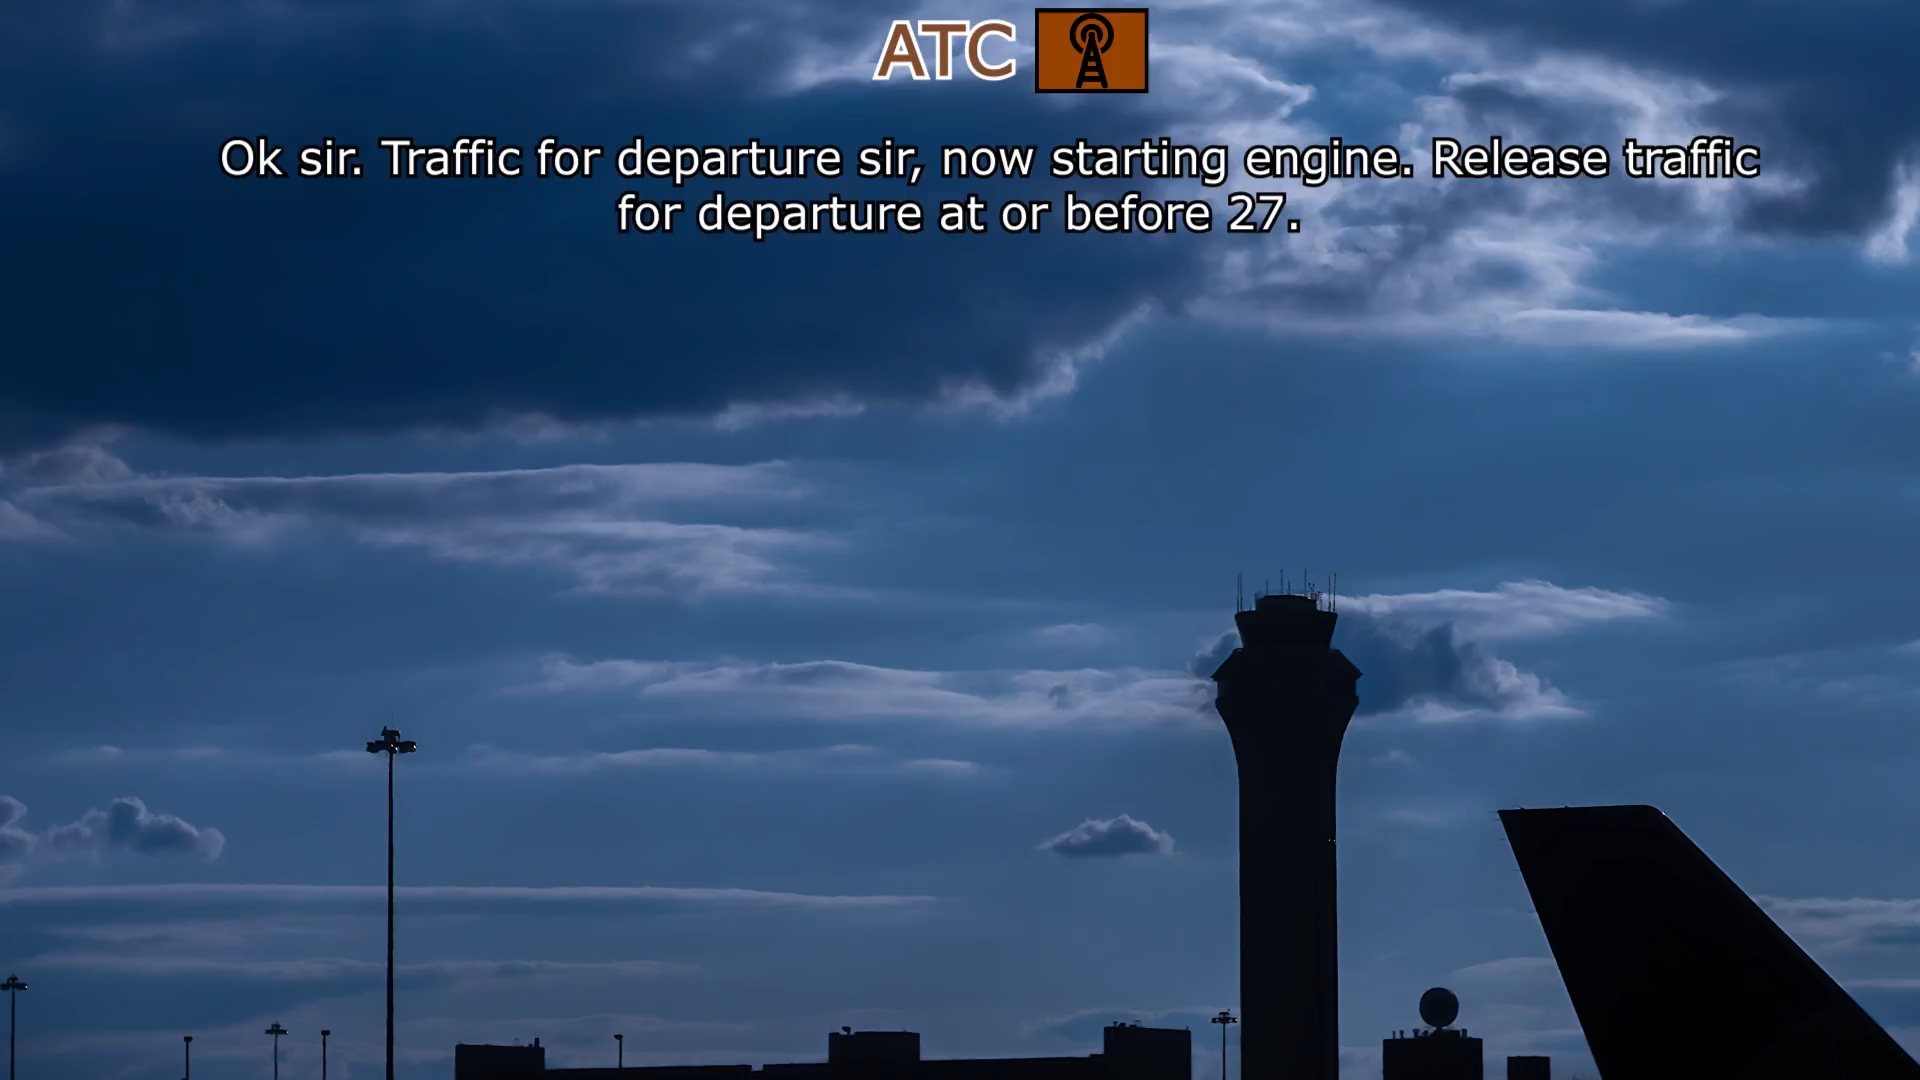 ATC
Ok sir. Traffic for departure sir, now starting engine. Release traffic
for departure at or before 27.